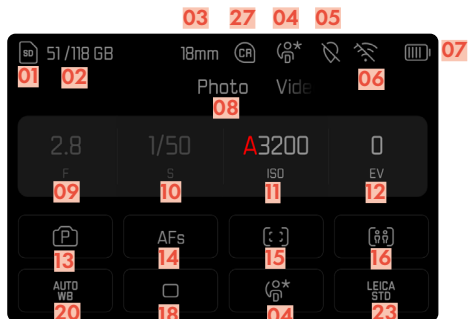 03 27 04 05
SD 51 /118 GB 18mm CR
01 02 06 07
Photo Vide
08
2.8 1/50 A3200 0
F S ISO EV
09 10 11 12
P AFs
13 14 15 16
AUTO WB LEICA STD
20 18 04 23